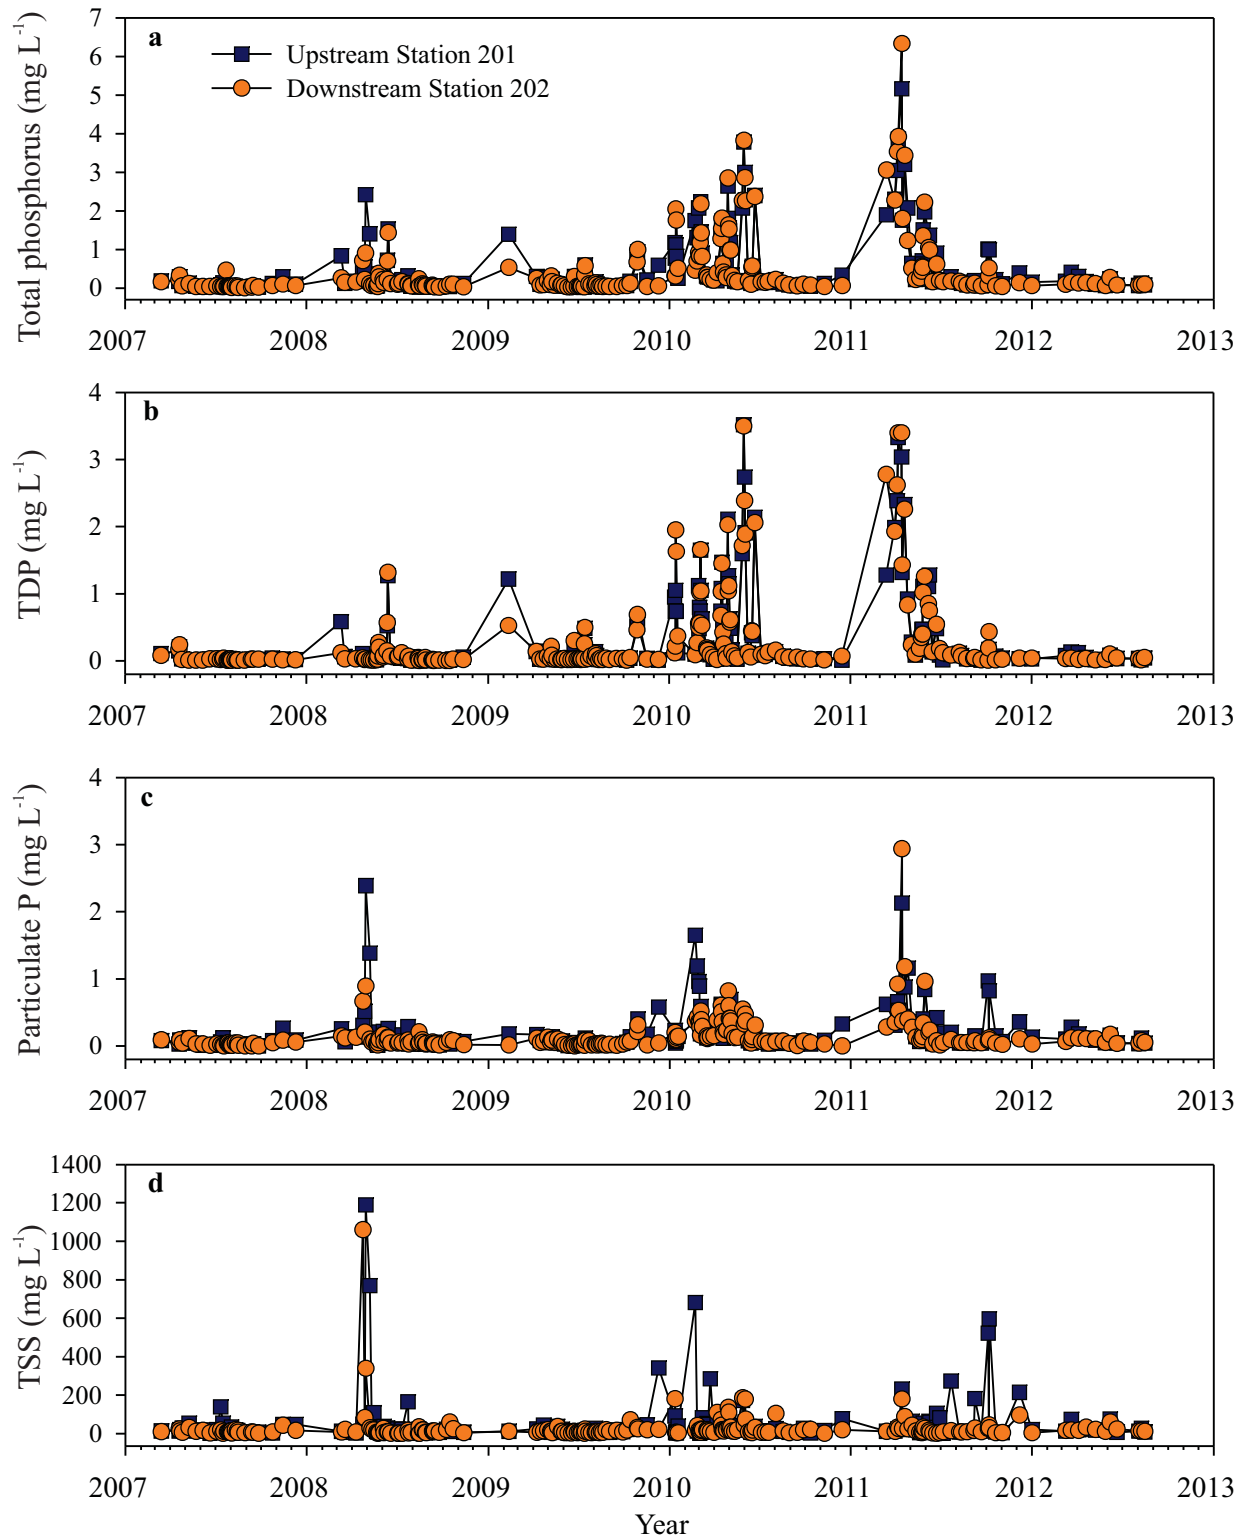 a
Upstream Station 201
Downstream Station 202
Total phosphorus (mg L⁻¹)
7
6
5
4
3
2
1
0
2007 2008 2009 2010 2011 2012 2013
b
TDP (mg L⁻¹)
4
3
2
1
0
2007 2008 2009 2010 2011 2012 2013
c
Particulate P (mg L⁻¹)
4
3
2
1
0
2007 2008 2009 2010 2011 2012 2013
d
TSS (mg L⁻¹)
1400
1200
1000
800
600
400
200
0
2007 2008 2009 2010 2011 2012 2013
Year